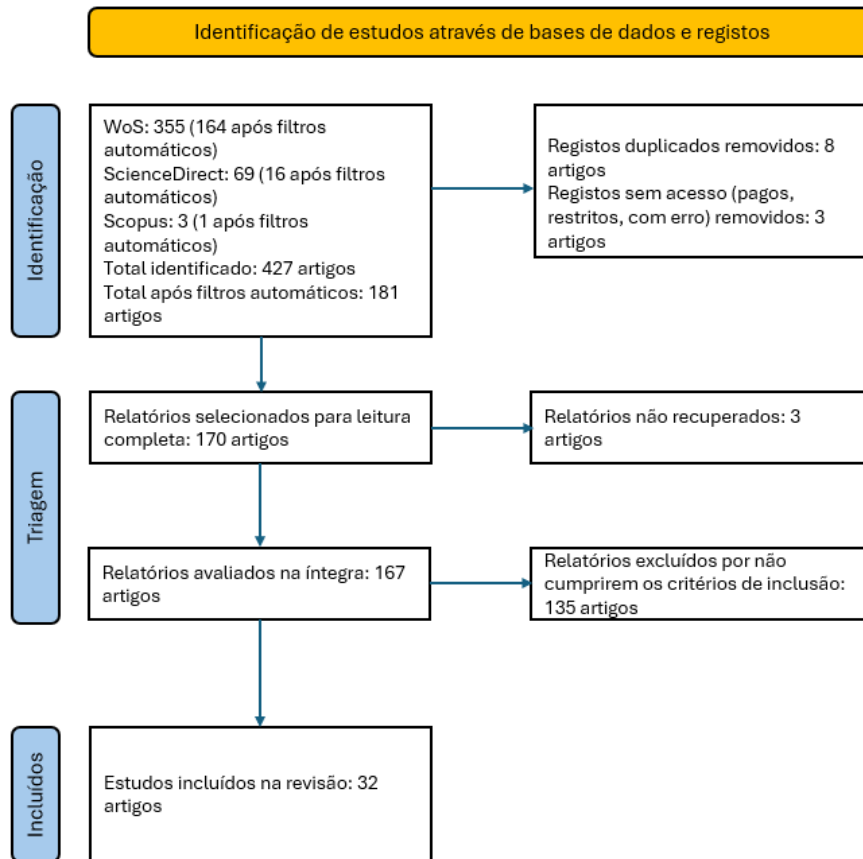 Identificação de estudos através de bases de dados e registos
Identificação
WoS: 355 (164 após filtros
automáticos)
ScienceDirect: 69 (16 após filtros
automáticos)
Scopus: 3 (1 após filtros
automáticos)
Total identificado: 427 artigos
Total após filtros automáticos: 181
artigos
Registos duplicados removidos: 8
artigos
Registos sem acesso (pagos,
restritos, com erro) removidos: 3
artigos
Triagem
Relatórios selecionados para leitura
completa: 170 artigos
Relatórios não recuperados: 3
artigos
Relatórios avaliados na íntegra: 167
artigos
Relatórios excluídos por não
cumprirem os critérios de inclusão:
135 artigos
Incluídos
Estudos incluídos na revisão: 32
artigos